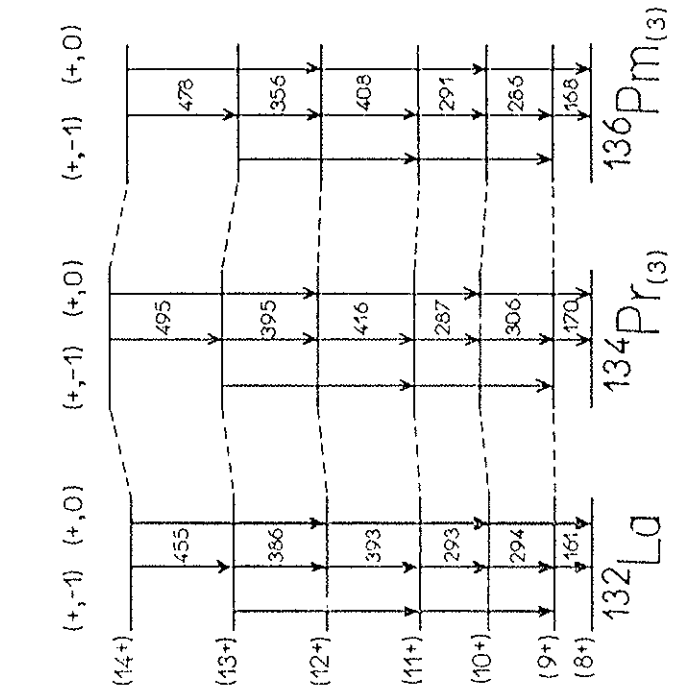 (+,-1) (+,0) (+,-1) (+,0) (+,-1) (+,0)
(14+)
455 495 478
(13+)
386 395 356
(12+)
393 416 408
(11+)
293 287 291
(10+)
294 306 286
(9+)
161 170 168
(8+)
132La 134Pr(3) 136Pm(3)